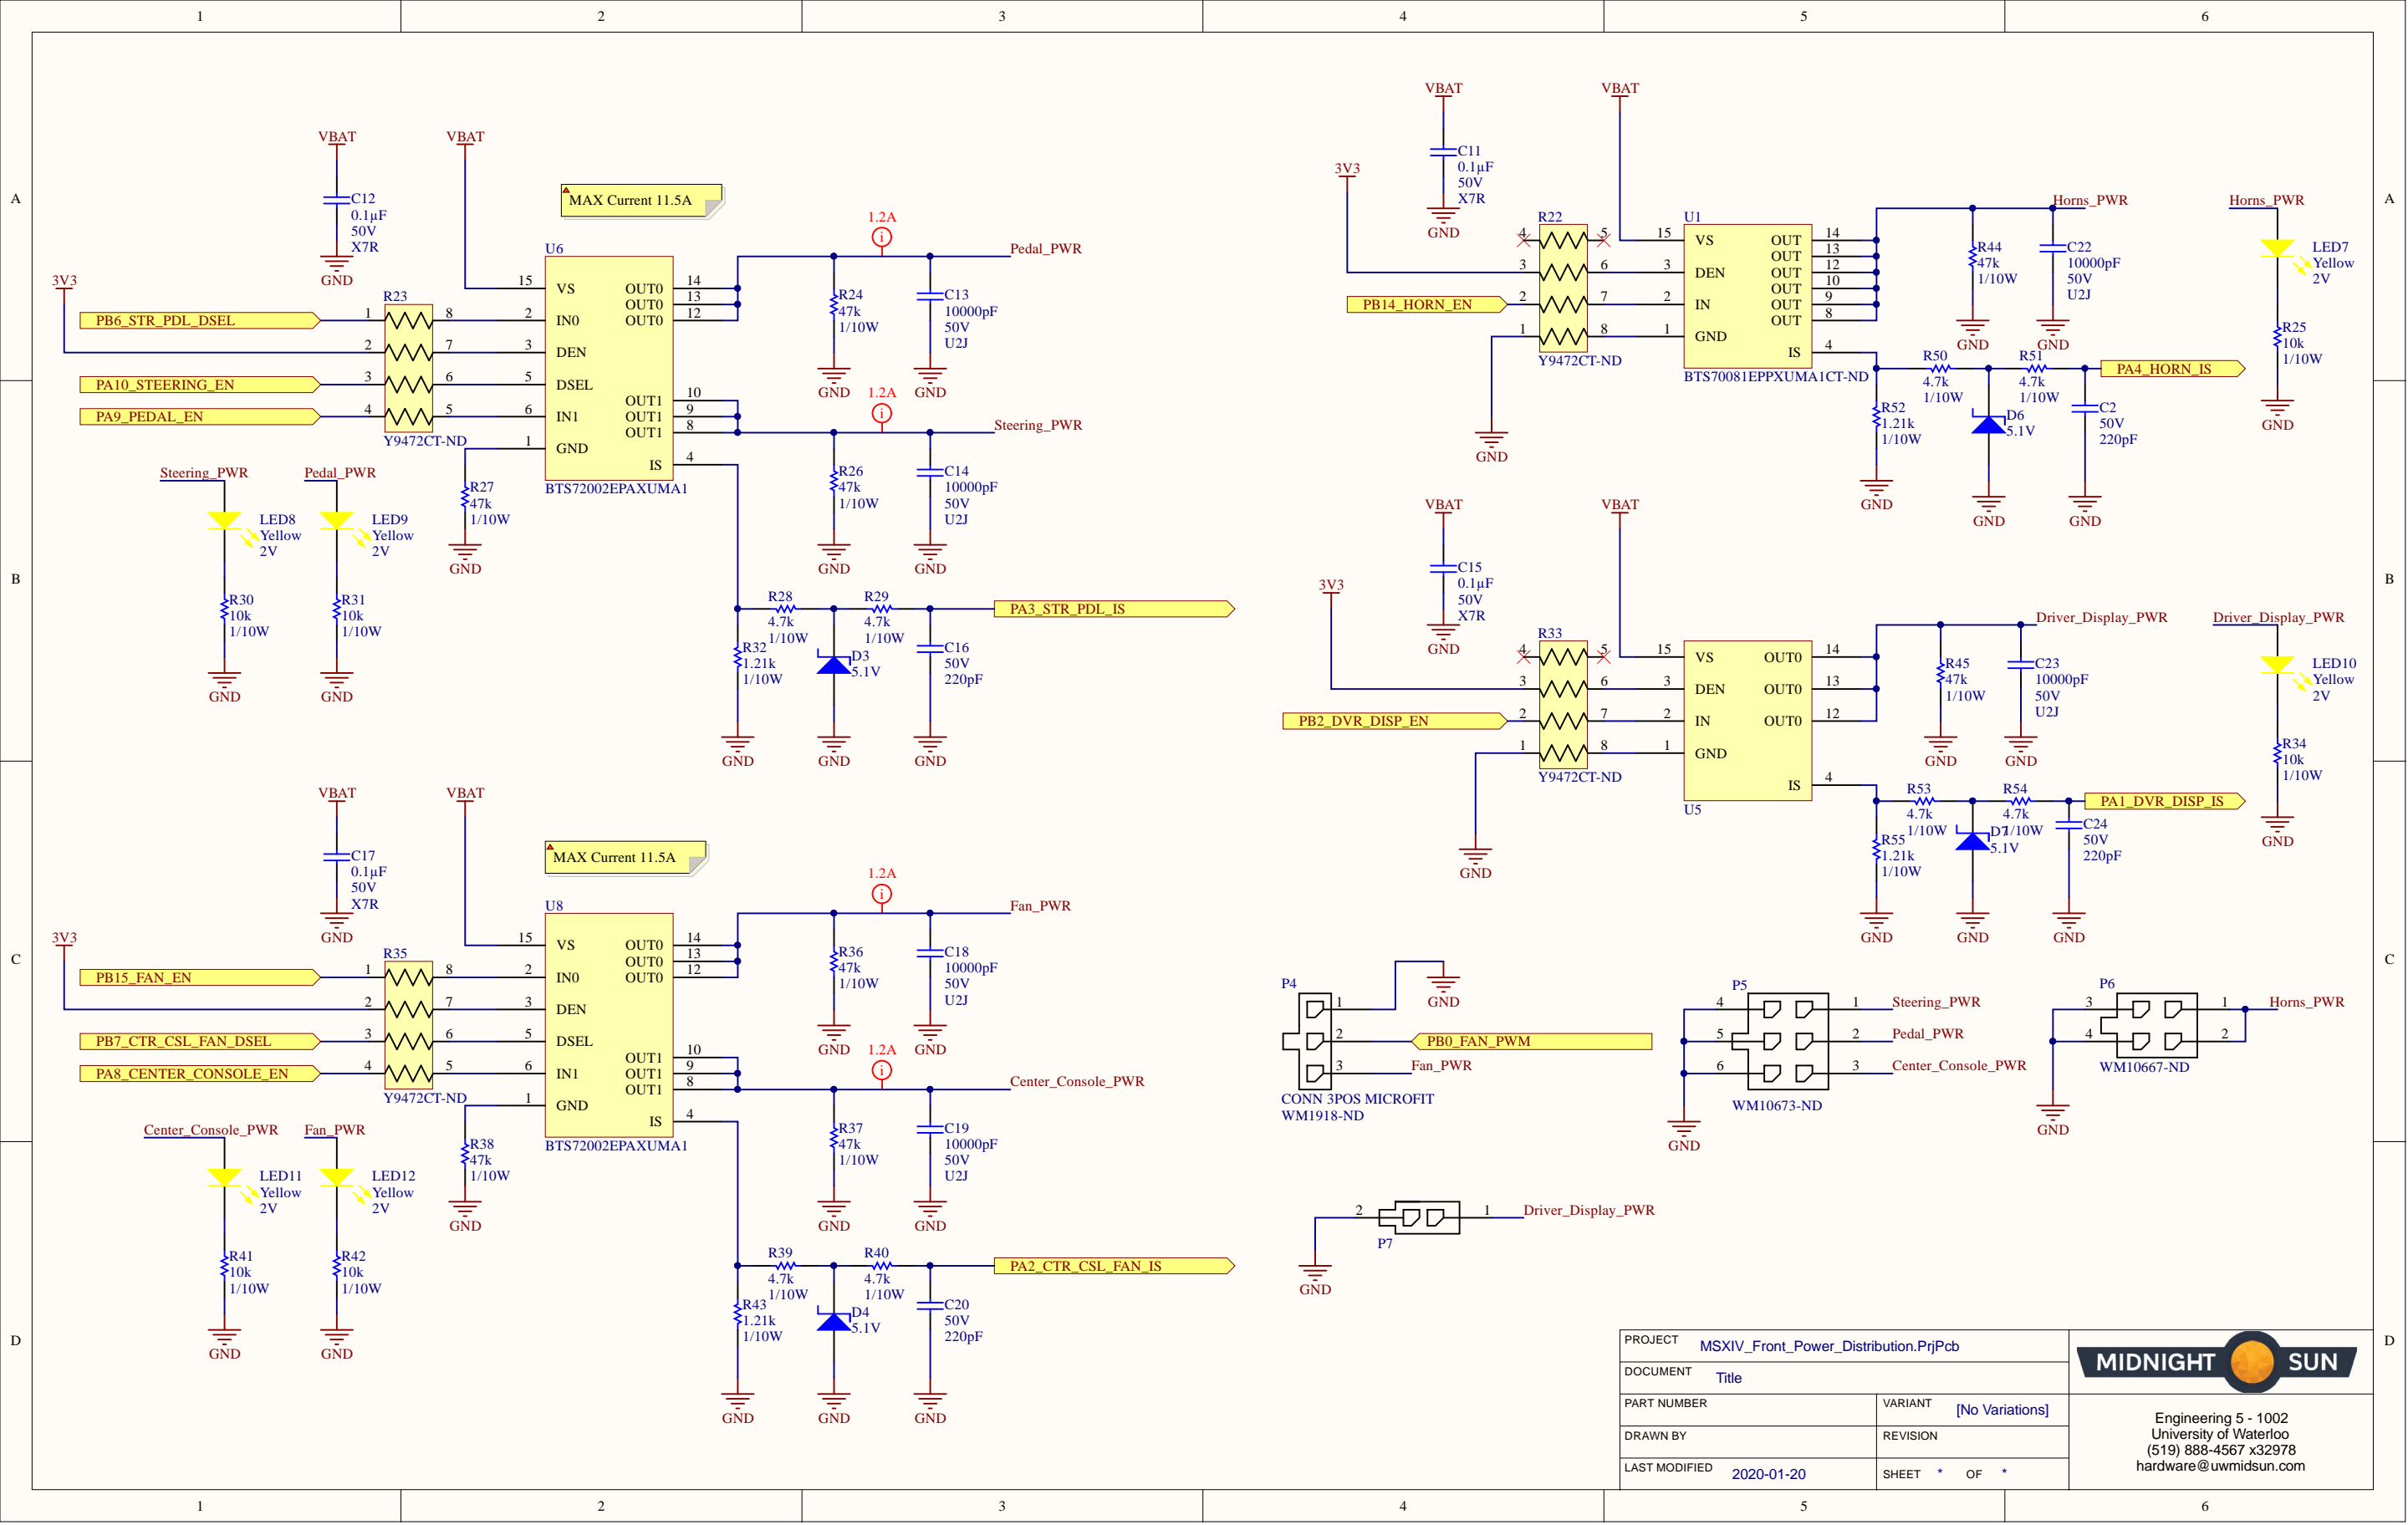 1 2 3 4 5 6
A
B
C
D
VBAT
C12
0.1µF
50V
X7R
GND
VBAT
MAX Current 11.5A
3V3
R23
PB6_STR_PDL_DSEL
PA10_STEERING_EN
PA9_PEDAL_EN
1 8
2 7
3 6
4 5
Y9472CT-ND
U6
15 VS
2 IN0
3 DEN
5 DSEL
6 IN1
1 GND
OUT0 14
OUT0 13
OUT0 12
OUT1 10
OUT1 9
OUT1 8
IS 4
BTS72002EPAXUMA1
R27
47k
1/10W
GND
1.2A
i
Pedal_PWR
R24
47k
1/10W
GND
C13
10000pF
50V
U2J
GND
1.2A
i
Steering_PWR
R26
47k
1/10W
GND
C14
10000pF
50V
U2J
GND
Steering_PWR
LED8
Yellow
2V
R30
10k
1/10W
GND
Pedal_PWR
LED9
Yellow
2V
R31
10k
1/10W
GND
R28
4.7k
1/10W
R29
4.7k
1/10W
PA3_STR_PDL_IS
R32
1.21k
1/10W
GND
D3
5.1V
GND
C16
50V
220pF
GND
VBAT
C17
0.1µF
50V
X7R
GND
VBAT
MAX Current 11.5A
3V3
R35
PB15_FAN_EN
PB7_CTR_CSL_FAN_DSEL
PA8_CENTER_CONSOLE_EN
1 8
2 7
3 6
4 5
Y9472CT-ND
U8
15 VS
2 IN0
3 DEN
5 DSEL
6 IN1
1 GND
OUT0 14
OUT0 13
OUT0 12
OUT1 10
OUT1 9
OUT1 8
IS 4
BTS72002EPAXUMA1
R38
47k
1/10W
GND
1.2A
i
Fan_PWR
R36
47k
1/10W
GND
C18
10000pF
50V
U2J
GND
1.2A
i
Center_Console_PWR
R37
47k
1/10W
GND
C19
10000pF
50V
U2J
GND
Center_Console_PWR
LED11
Yellow
2V
R41
10k
1/10W
GND
Fan_PWR
LED12
Yellow
2V
R42
10k
1/10W
GND
R39
4.7k
1/10W
R40
4.7k
1/10W
PA2_CTR_CSL_FAN_IS
R43
1.21k
1/10W
GND
D4
5.1V
GND
C20
50V
220pF
GND
VBAT
C11
0.1µF
50V
X7R
GND
VBAT
3V3
R22
PB14_HORN_EN
4 5
3 6
2 7
1 8
Y9472CT-ND
GND
U1
15 VS
3 DEN
2 IN
1 GND
OUT 14
OUT 13
OUT 12
OUT 10
OUT 9
OUT 8
IS 4
BTS70081EPPXUMA1CT-ND
Horns_PWR
R44
47k
1/10W
GND
C22
10000pF
50V
U2J
GND
Horns_PWR
LED7
Yellow
2V
R25
10k
1/10W
GND
R50
4.7k
1/10W
R51
4.7k
1/10W
PA4_HORN_IS
R52
1.21k
1/10W
GND
D6
5.1V
GND
C2
50V
220pF
GND
VBAT
C15
0.1µF
50V
X7R
GND
VBAT
3V3
R33
PB2_DVR_DISP_EN
4 5
3 6
2 7
1 8
Y9472CT-ND
GND
15 VS
3 DEN
2 IN
1 GND
OUT0 14
OUT0 13
OUT0 12
IS 4
U5
Driver_Display_PWR
R45
47k
1/10W
GND
C23
10000pF
50V
U2J
GND
Driver_Display_PWR
LED10
Yellow
2V
R34
10k
1/10W
GND
R53
4.7k
1/10W
R54
4.7k
1/10W
PA1_DVR_DISP_IS
R55
1.21k
1/10W
GND
D7
5.1V
GND
C24
50V
220pF
GND
P4
1
GND
2 PB0_FAN_PWM
3 Fan_PWR
CONN 3POS MICROFIT
WM1918-ND
P5
4 1 Steering_PWR
5 2 Pedal_PWR
6 3 Center_Console_PWR
WM10673-ND
GND
P6
3 1 Horns_PWR
4 2
WM10667-ND
GND
2 1 Driver_Display_PWR
P7
GND
PROJECT MSXIV_Front_Power_Distribution.PrjPcb
DOCUMENT Title
PART NUMBER
VARIANT [No Variations]
DRAWN BY
REVISION
LAST MODIFIED 2020-01-20
SHEET * OF *
MIDNIGHT SUN
Engineering 5 - 1002
University of Waterloo
(519) 888-4567 x32978
hardware@uwmidsun.com
A
B
C
D
1 2 3 4 5 6